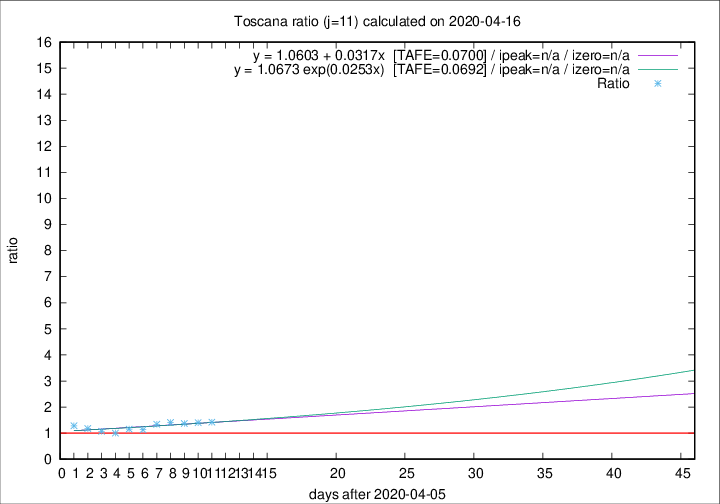 Toscana ratio (j=11) calculated on 2020-04-16
y = 1.0603 + 0.0317x [TAFE=0.0700] / ipeak=n/a / izero=n/a
y = 1.0673 exp(0.0253x) [TAFE=0.0692] / ipeak=n/a / izero=n/a
Ratio
16
15
14
13
12
11
10
9
8
7
6
5
4
3
2
1
0
ratio
0 1 2 3 4 5 6 7 8 9 10 11 12 13 14 15 20 25 30 35 40 45
days after 2020-04-05